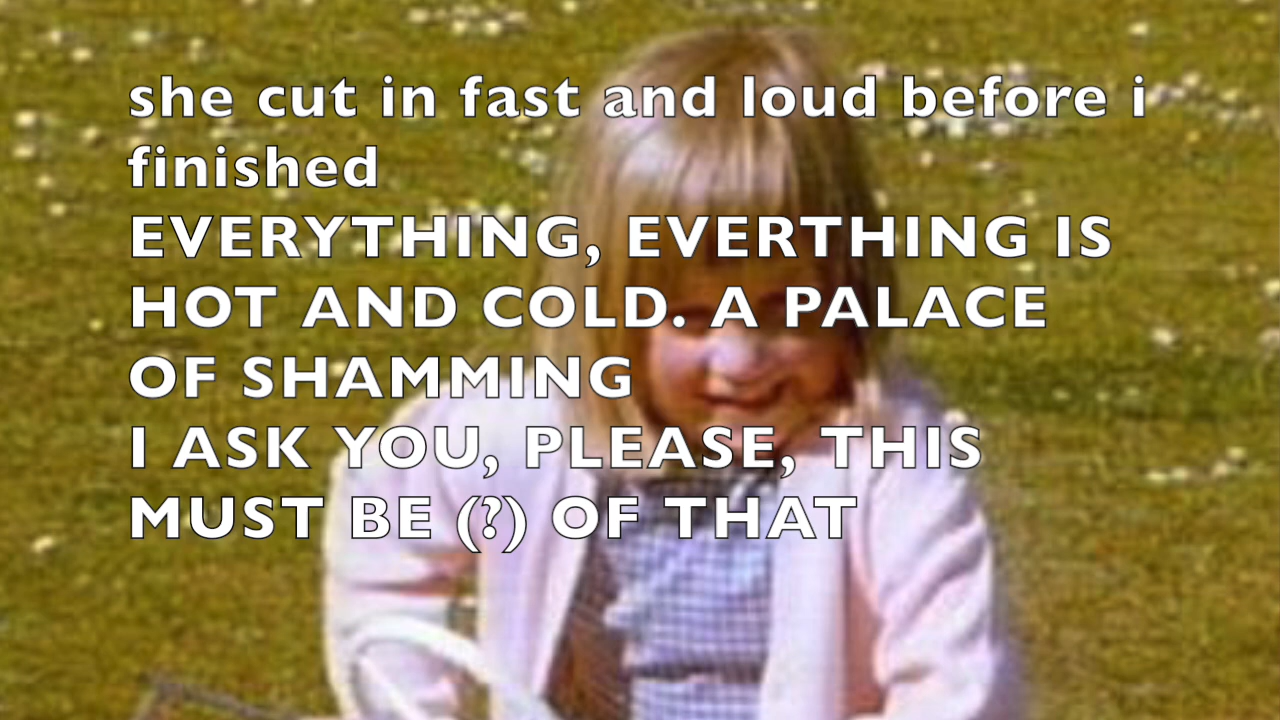 she cut in fast and loud before i
finished
EVERYTHING, EVERTHING IS
HOT AND COLD. A PALACE
OF SHAMMING
I ASK YOU, PLEASE, THIS
MUST BE (?) OF THAT